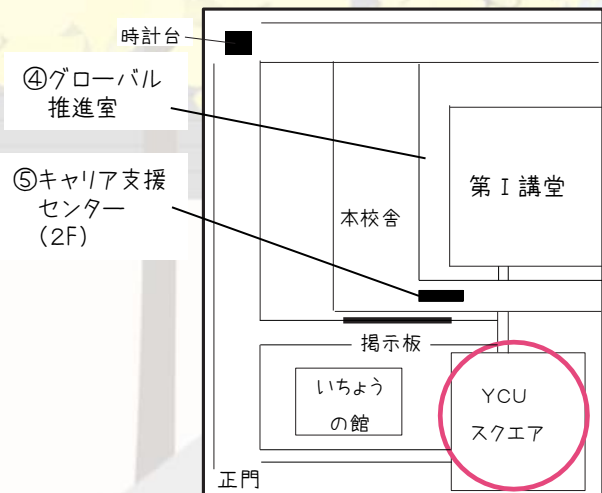 時計台
④グローバル
推進室
⑤キャリア支援
センター
(2F)
本校舎
第Ⅰ講堂
掲示板
いちょう
の館
YCU
スクエア
正門